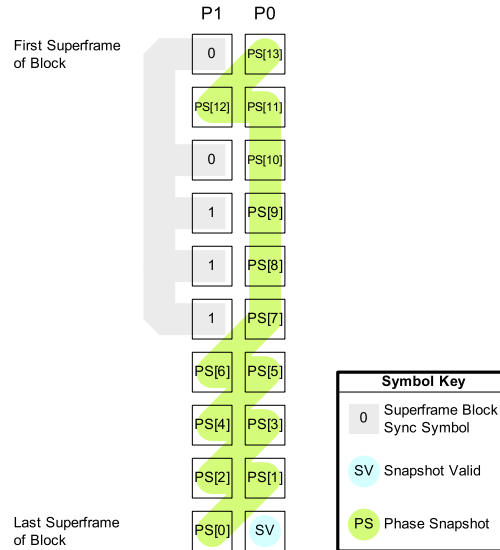 P1 P0
First Superframe
of Block
0 PS[13]
PS[12] PS[11]
0 PS[10]
1 PS[9]
1 PS[8]
1 PS[7]
PS[6] PS[5]
PS[4] PS[3]
PS[2] PS[1]
Last Superframe
of Block
PS[0] SV
Symbol Key
0 Superframe Block
Sync Symbol
SV Snapshot Valid
PS Phase Snapshot